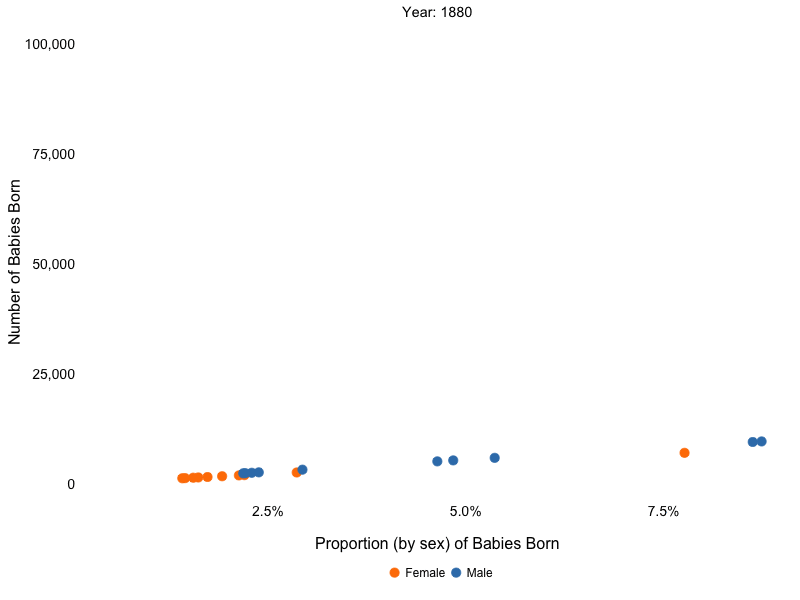 Year: 1880
100,000
75,000
50,000
25,000
0
Number of Babies Born
2.5%
5.0%
7.5%
Proportion (by sex) of Babies Born
Female
Male